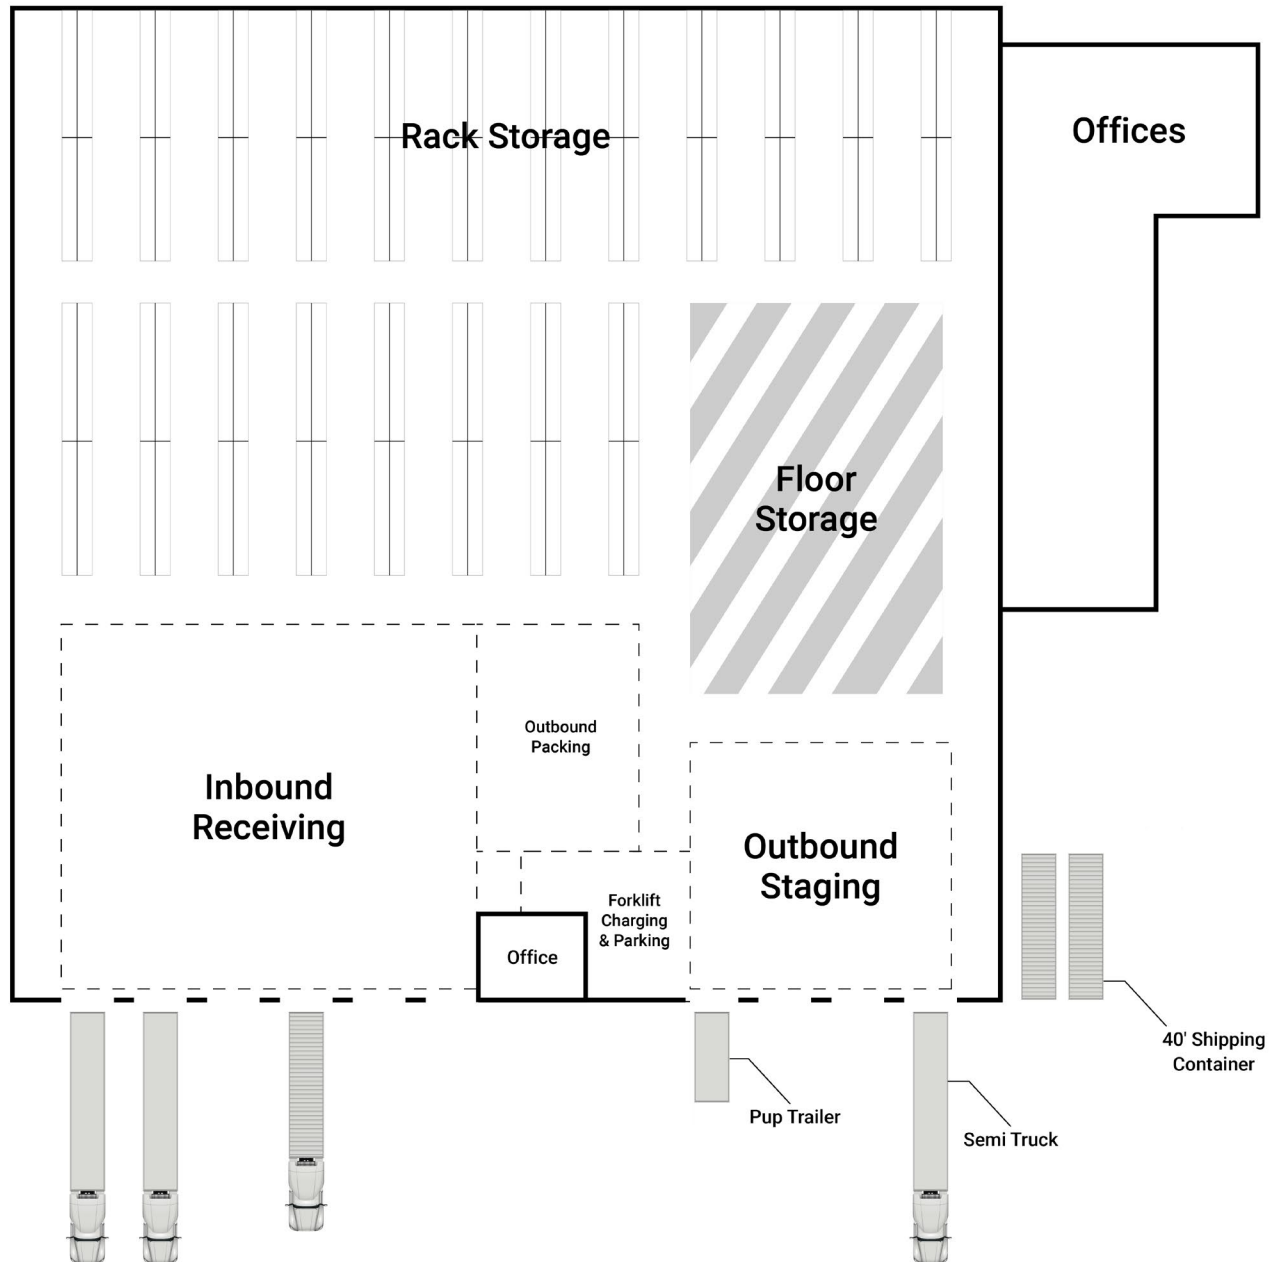 Rack Storage
Offices
Floor
Storage
Outbound
Packing
Inbound
Receiving
Outbound
Staging
Forklift
Charging
& Parking
Office
40' Shipping
Container
Pup Trailer
Semi Truck